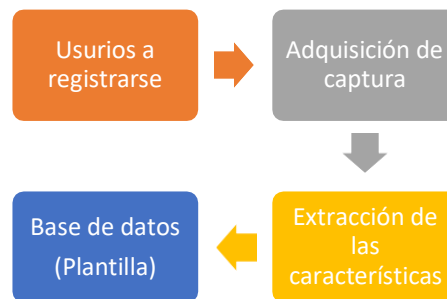 Usurios a
registrarse
Adquisición de
captura
Extracción de
las
características
Base de datos
(Plantilla)